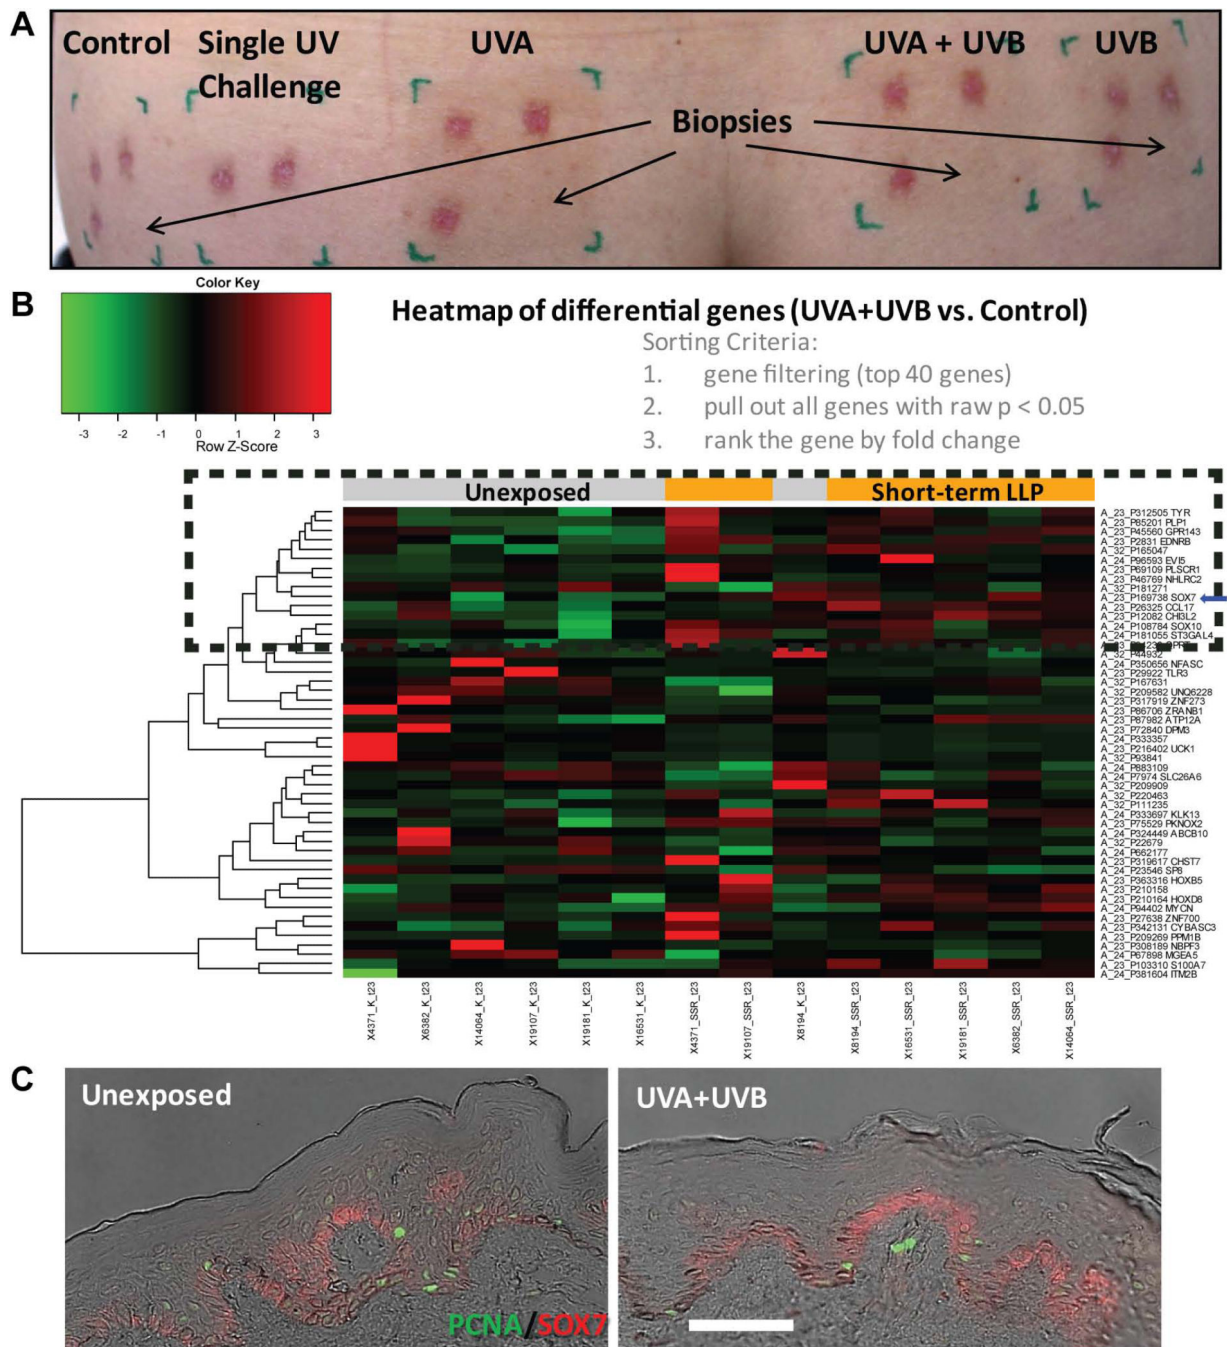 A
Control
Single UV
Challenge
UVA
UVA + UVB
UVB
Biopsies
B
Color Key
-3 -2 -1 0 1 2 3
Row Z-Score
Heatmap of differential genes (UVA+UVB vs. Control)
Sorting Criteria:
1. gene filtering (top 40 genes)
2. pull out all genes with raw p < 0.05
3. rank the gene by fold change
Unexposed
Short-term LLP
A_23_P312505 TYR
A_23_P85201 PLP1
A_23_P45560 GPR143
A_23_P2831 EDNRB
A_32_P165047
A_24_P96593 EVI5
A_23_P69109 PLSCR1
A_23_P46769 NHLRC2
A_32_P181271
A_23_P169738 SOX7
A_23_P26325 CCL17
A_23_P12082 CHI3L2
A_24_P108784 SOX10
A_24_P181055 ST3GAL4
A_32_P44932
A_24_P350656 NFASC
A_23_P29922 TLR3
A_32_P167631
A_32_P209582 UNQ6228
A_23_P317919 ZNF273
A_23_P86706 ZRANB1
A_23_P87982 ATP12A
A_23_P72840 DPM3
A_24_P333357
A_23_P216402 UCK1
A_32_P93841
A_24_P883109
A_24_P7974 SLC26A6
A_32_P209909
A_32_P220463
A_32_P111235
A_24_P333697 KLK13
A_23_P75529 PKNOX2
A_24_P324449 ABCB10
A_32_P22679
A_24_P662177
A_23_P319617 CHST7
A_24_P23546 SP8
A_23_P363316 HOXB5
A_23_P210158
A_23_P210164 HOXD8
A_24_P94402 MYCN
A_23_P27638 ZNF700
A_23_P342131 CYBASC3
A_23_P209269 PPM1B
A_23_P308189 NBPF3
A_24_P67898 MGEA5
A_23_P103310 S100A7
A_24_P381604 ITM2B
X4371_K_t23
X6382_K_t23
X14064_K_t23
X19107_K_t23
X19181_K_t23
X16531_K_t23
X4371_SSR_t23
X19107_SSR_t23
X8194_K_t23
X8194_SSR_t23
X16531_SSR_t23
X19181_SSR_t23
X6382_SSR_t23
X14064_SSR_t23
C
Unexposed
UVA+UVB
PCNA/SOX7